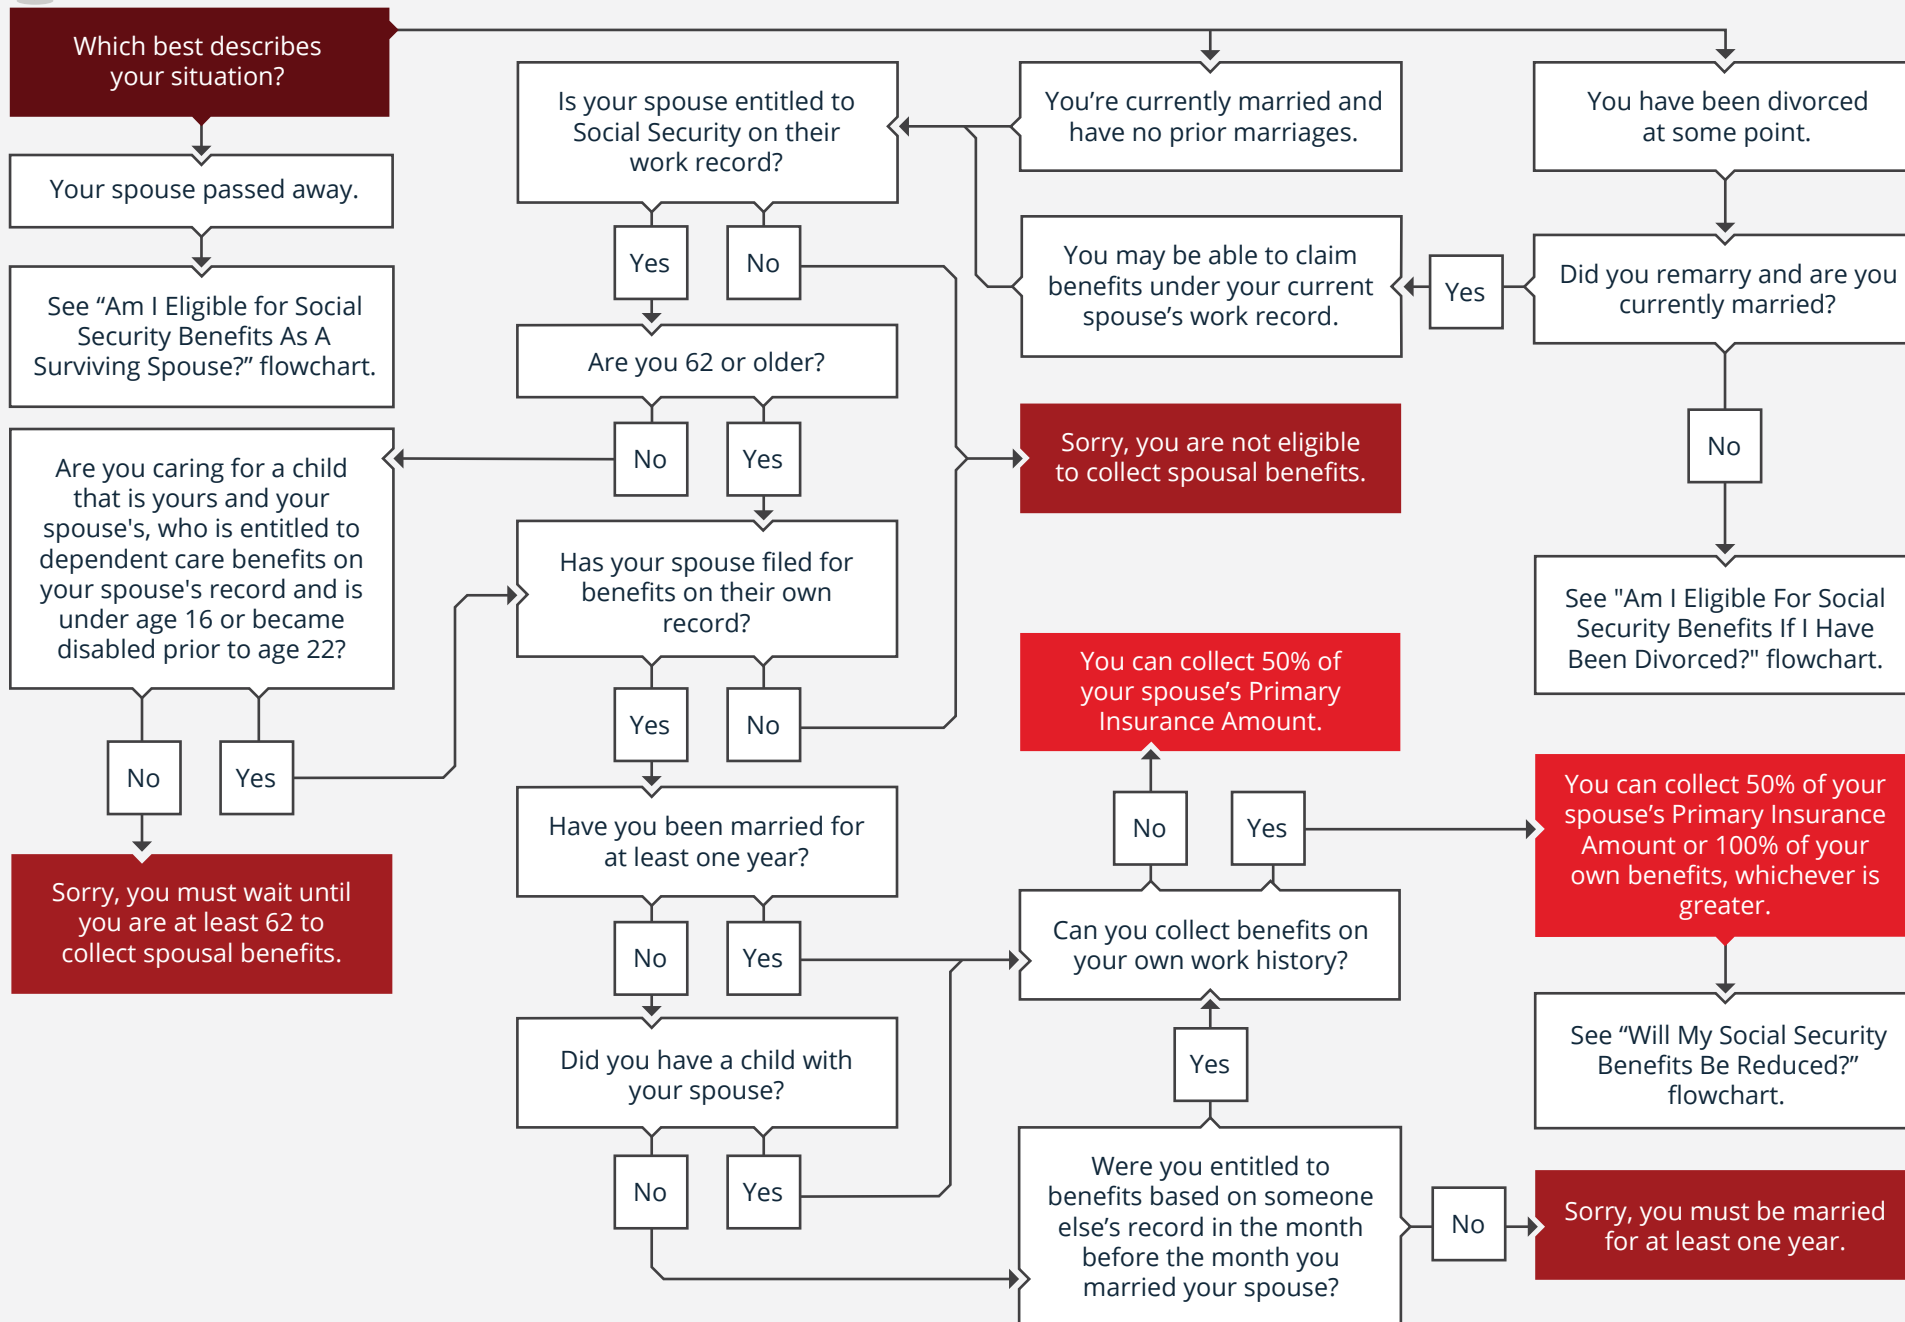 Which best describes
your situation?
Your spouse passed away.
See “Am I Eligible for Social
Security Benefits As A
Surviving Spouse?” flowchart.
You’re currently married and
have no prior marriages.
You have been divorced
at some point.
Did you remarry and are you
currently married?
Yes
You may be able to claim
benefits under your current
spouse’s work record.
No
See "Am I Eligible For Social
Security Benefits If I Have
Been Divorced?" flowchart.
Is your spouse entitled to
Social Security on their
work record?
Yes
No
Sorry, you are not eligible
to collect spousal benefits.
Are you 62 or older?
No
Yes
Are you caring for a child
that is yours and your
spouse's, who is entitled to
dependent care benefits on
your spouse's record and is
under age 16 or became
disabled prior to age 22?
No
Yes
Sorry, you must wait until
you are at least 62 to
collect spousal benefits.
Has your spouse filed for
benefits on their own
record?
Yes
No
Have you been married for
at least one year?
No
Yes
Did you have a child with
your spouse?
No
Yes
Were you entitled to
benefits based on someone
else’s record in the month
before the month you
married your spouse?
Yes
No
Sorry, you must be married
for at least one year.
Can you collect benefits on
your own work history?
No
Yes
You can collect 50% of
your spouse’s Primary
Insurance Amount.
You can collect 50% of your
spouse’s Primary Insurance
Amount or 100% of your
own benefits, whichever is
greater.
See “Will My Social Security
Benefits Be Reduced?”
flowchart.